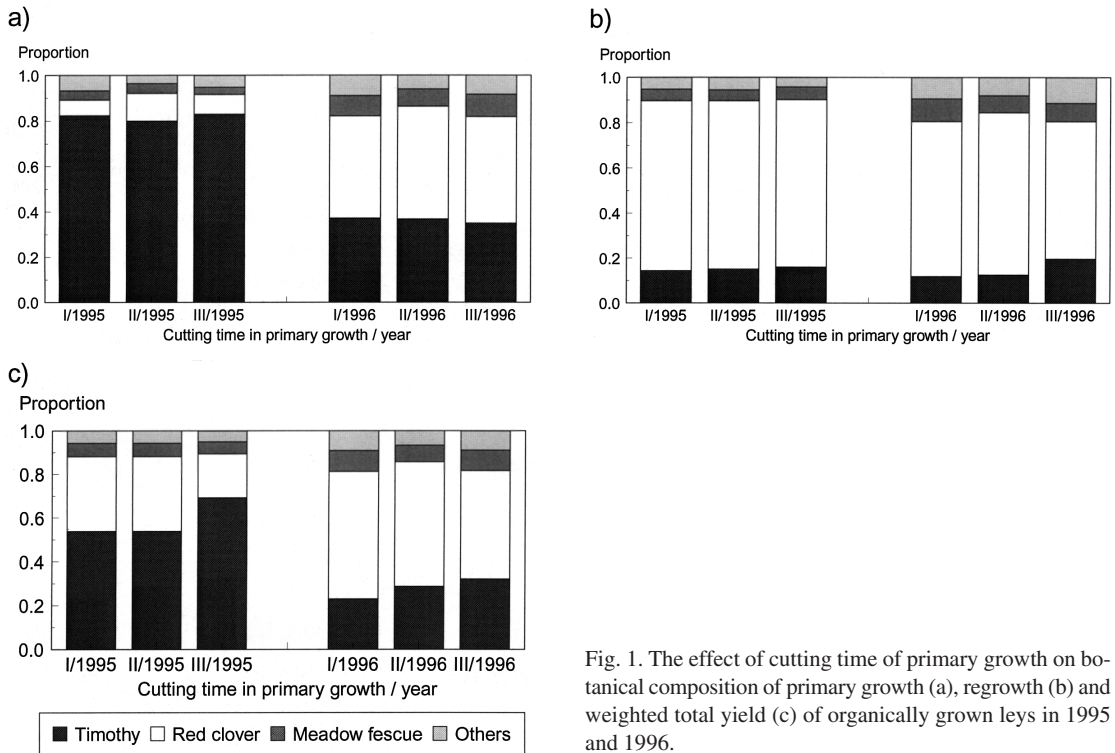 a)
Proportion
1.0
0.8
0.6
0.4
0.2
0.0
I/1995 II/1995 III/1995 I/1996 II/1996 III/1996
Cutting time in primary growth / year
b)
Proportion
1.0
0.8
0.6
0.4
0.2
0.0
I/1995 II/1995 III/1995 I/1996 II/1996 III/1996
Cutting time in primary growth / year
c)
Proportion
1.0
0.8
0.6
0.4
0.2
0.0
I/1995 II/1995 III/1995 I/1996 II/1996 III/1996
Cutting time in primary growth / year
Timothy Red clover Meadow fescue Others
Fig. 1. The effect of cutting time of primary growth on bo-
tanical composition of primary growth (a), regrowth (b) and
weighted total yield (c) of organically grown leys in 1995
and 1996.